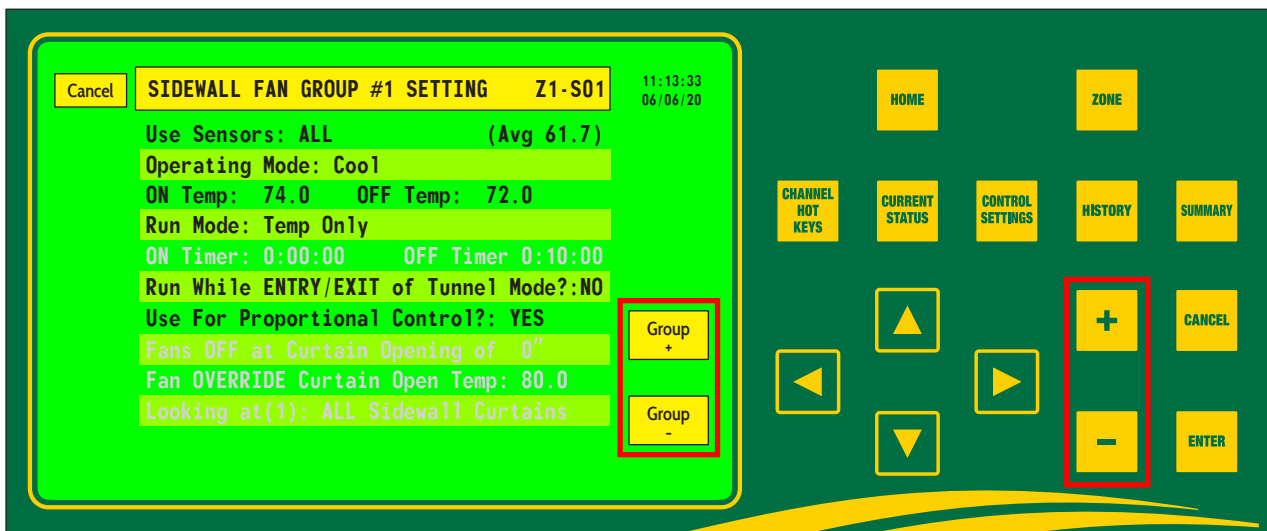 Cancel
SIDEWALL FAN GROUP #1 SETTING Z1-S01
11:13:33
06/06/20
Use Sensors: ALL (Avg 61.7)
Operating Mode: Cool
ON Temp: 74.0 OFF Temp: 72.0
Run Mode: Temp Only
ON Timer: 0:00:00 OFF Timer 0:10:00
Run While ENTRY/EXIT of Tunnel Mode?:NO
Use For Proportional Control?: YES
Fans OFF at Curtain Opening of 0"
Fan OVERRIDE Curtain Open Temp: 80.0
Looking at(1): ALL Sidewall Curtains
Group
+
Group
-
HOME
ZONE
CHANNEL
HOT
KEYS
CURRENT
STATUS
CONTROL
SETTINGS
HISTORY
SUMMARY
+
CANCEL
-
ENTER